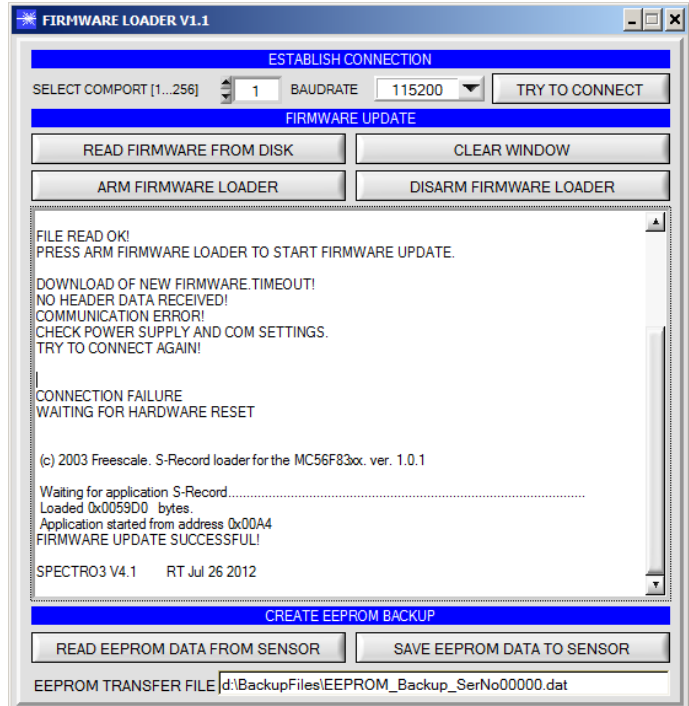 FIRMWARE LOADER V1.1
ESTABLISH CONNECTION
SELECT COMPORT [1...256] 1 BAUDRATE 115200 TRY TO CONNECT
FIRMWARE UPDATE
READ FIRMWARE FROM DISK CLEAR WINDOW
ARM FIRMWARE LOADER DISARM FIRMWARE LOADER
FILE READ OK!
PRESS ARM FIRMWARE LOADER TO START FIRMWARE UPDATE.
DOWNLOAD OF NEW FIRMWARE.TIMEOUT!
NO HEADER DATA RECEIVED!
COMMUNICATION ERROR!
CHECK POWER SUPPLY AND COM SETTINGS.
TRY TO CONNECT AGAIN!
CONNECTION FAILURE
WAITING FOR HARDWARE RESET
(c) 2003 Freescale. S-Record loader for the MC56F83xx. ver. 1.0.1
Waiting for application S-Record.....................................................................................................
Loaded 0x0059D0 bytes.
Application started from address 0x00A4
FIRMWARE UPDATE SUCCESSFUL!
SPECTRO3 V4.1 RT Jul 26 2012
CREATE EEPROM BACKUP
READ EEPROM DATA FROM SENSOR SAVE EEPROM DATA TO SENSOR
EEPROM TRANSFER FILE d:\BackupFiles\EEPROM_Backup_SerNo00000.dat